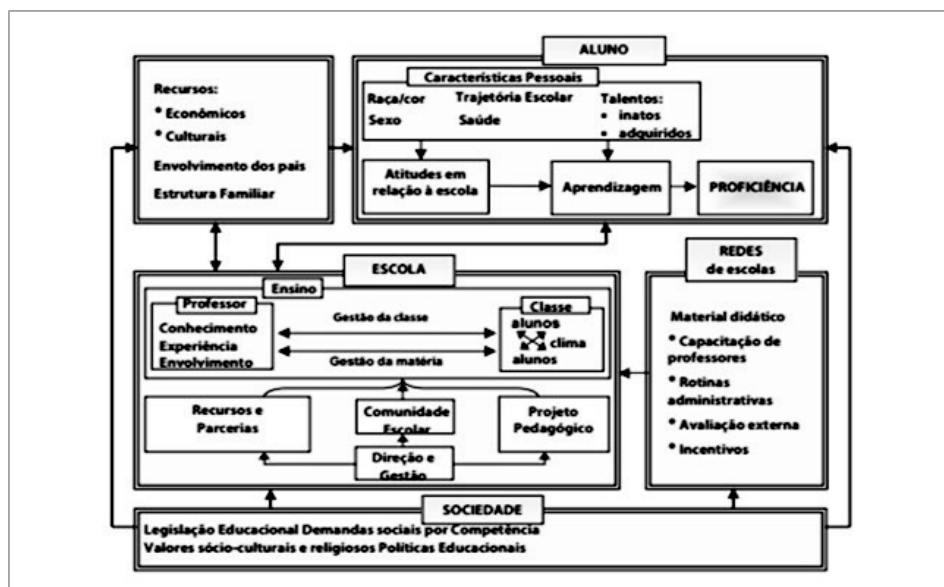 ALUNO
Recursos:
• Econômicos
• Culturais
Envolvimento dos pais
Estrutura Familiar
Características Pessoais
Raça/cor Trajetória Escolar Talentos:
Sexo Saúde • inatos
• adquiridos
Atitudes em
relação à escola
Aprendizagem
PROFICIÊNCIA
ESCOLA
Ensino
Professor
Conhecimento
Experiência
Envolvimento
Gestão da classe
Gestão da matéria
Classe
alunos
clima
alunos
Recursos e
Parcerias
Comunidade
Escolar
Projeto
Pedagógico
Direção e
Gestão
REDES
de escolas
Material didático
• Capacitação de
professores
• Rotinas
administrativas
• Avaliação externa
• Incentivos
SOCIEDADE
Legislação Educacional Demandas sociais por Competência
Valores sócio-culturais e religiosos Políticas Educacionais